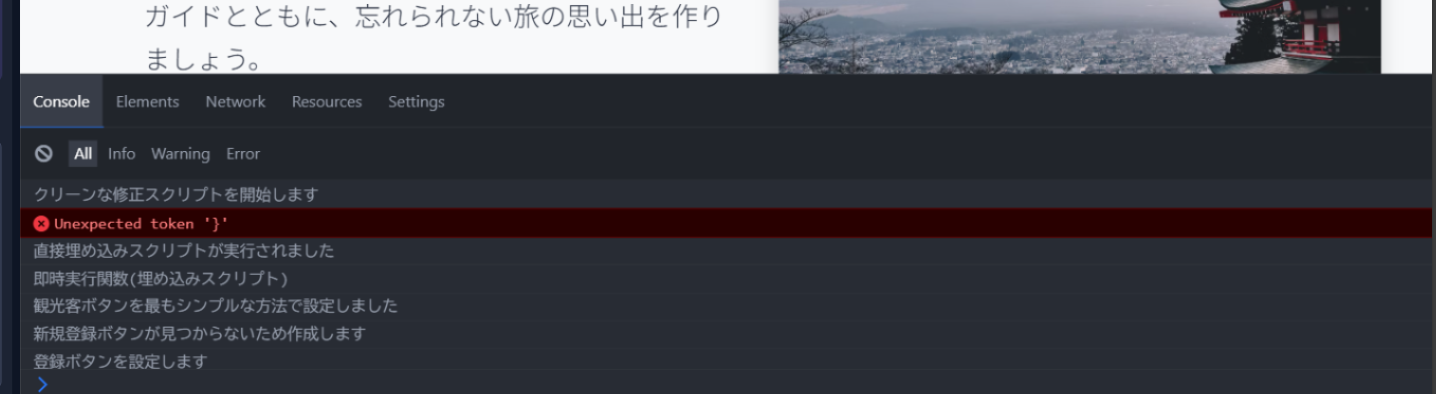 ガイドとともに、忘れられない旅の思い出を作り
ましょう。
Console Elements Network Resources Settings
All Info Warning Error
クリーンな修正スクリプトを開始します
Unexpected token '}'
直接埋め込みスクリプトが実行されました
即時実行関数(埋め込みスクリプト)
観光客ボタンを最もシンプルな方法で設定しました
新規登録ボタンが見つからないため作成します
登録ボタンを設定します